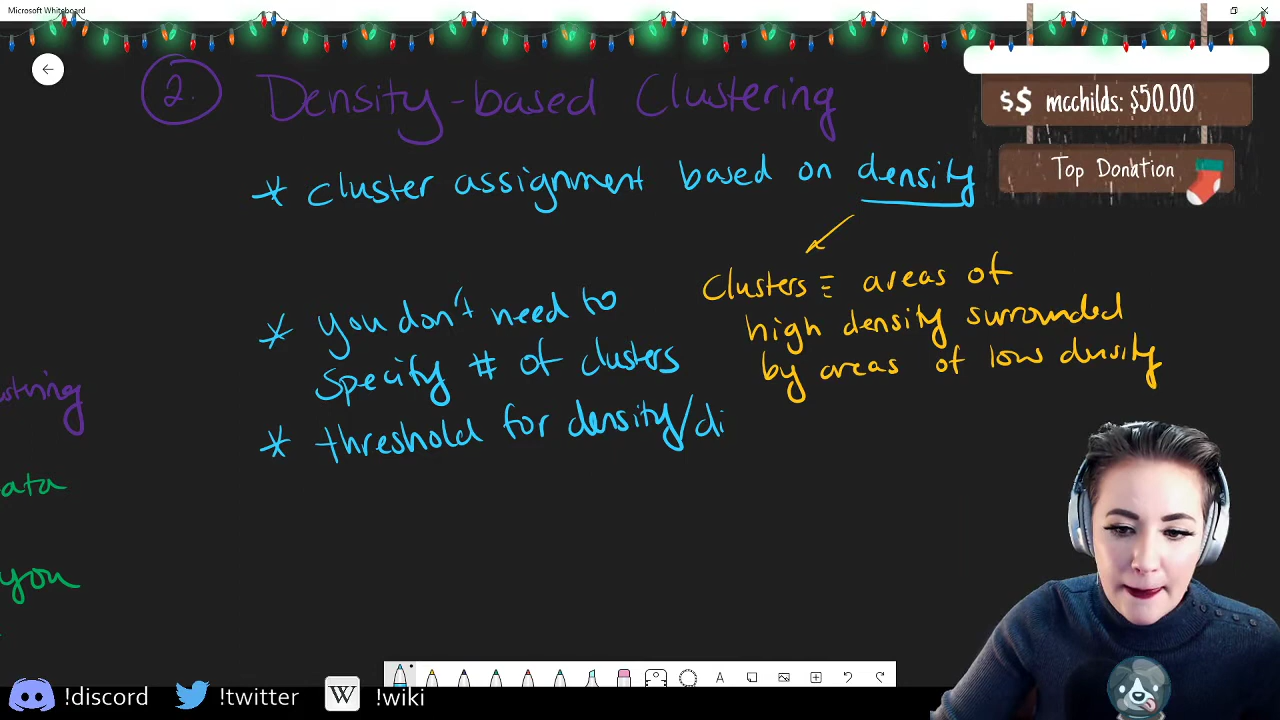 Microsoft Whiteboard
2. Density-based Clustering
$$ mcchilds: $50.00
Top Donation
* cluster assignment based on density
Clusters ≡ areas of
high density surrounded
by areas of low density
* you don't need to
specify # of clusters
* threshold for density/di
ata
you
!discord
!twitter
W !wiki